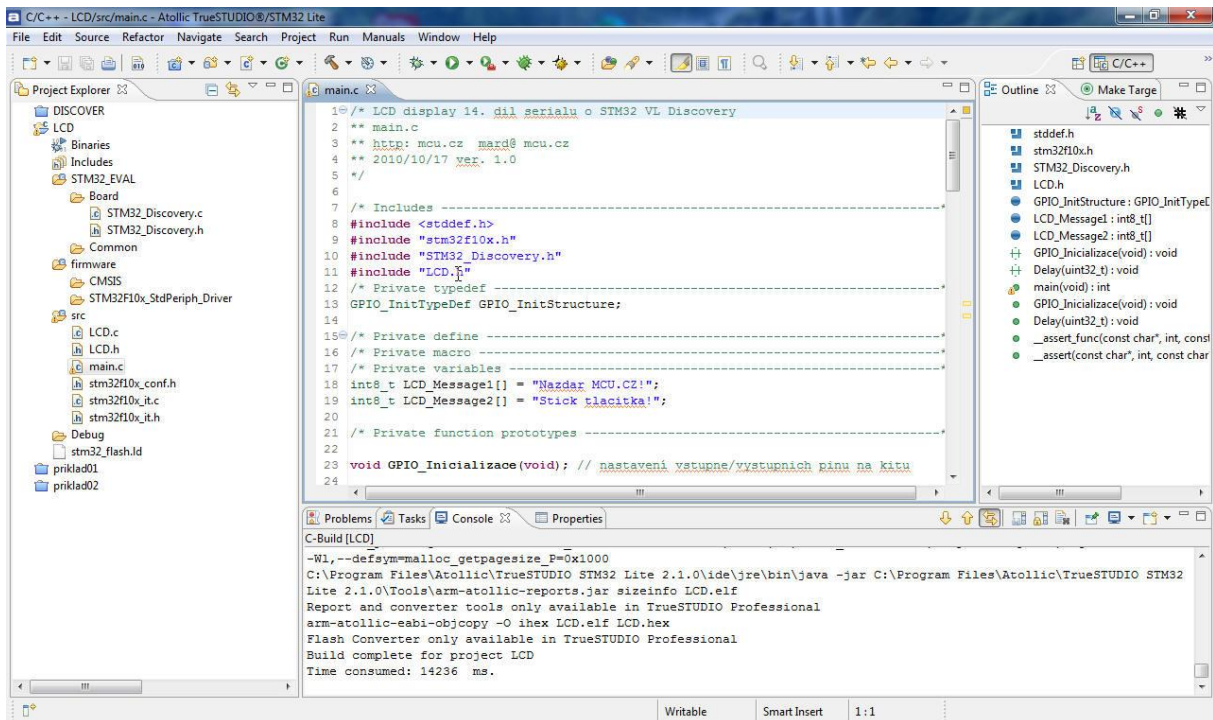 C/C++ - LCD/src/main.c - Atollic TrueSTUDIO®/STM32 Lite
File Edit Source Refactor Navigate Search Project Run Manuals Window Help
C/C++
Project Explorer
DISCOVER
LCD
Binaries
Includes
STM32_EVAL
Board
STM32_Discovery.c
STM32_Discovery.h
Common
firmware
CMSIS
STM32F10x_StdPeriph_Driver
src
LCD.c
LCD.h
main.c
stm32f10x_conf.h
stm32f10x_it.c
stm32f10x_it.h
Debug
stm32_flash.ld
priklad01
priklad02
main.c
1 /* LCD display 14. dil serialu o STM32 VL Discovery
2 ** main.c
3 ** http: mcu.cz mard@ mcu.cz
4 ** 2010/10/17 ver. 1.0
5 */
6
7 /* Includes ------------------------------------------------------------------*
8 #include <stddef.h>
9 #include "stm32f10x.h"
10 #include "STM32_Discovery.h"
11 #include "LCD.h"
12 /* Private typedef -----------------------------------------------------------*
13 GPIO_InitTypeDef GPIO_InitStructure;
14
15 /* Private define ------------------------------------------------------------*
16 /* Private macro -------------------------------------------------------------*
17 /* Private variables ---------------------------------------------------------*
18 int8_t LCD_Message1[] = "Nazdar MCU.CZ!";
19 int8_t LCD_Message2[] = "Stick tlacitka!";
20
21 /* Private function prototypes -----------------------------------------------*
22
23 void GPIO_Inicializace(void); // nastavení vstupne/vystupnich pinu na kitu
24
Outline Make Targe
stddef.h
stm32f10x.h
STM32_Discovery.h
LCD.h
GPIO_InitStructure : GPIO_InitTypeD
LCD_Message1 : int8_t[]
LCD_Message2 : int8_t[]
GPIO_Inicializace(void) : void
Delay(uint32_t) : void
main(void) : int
GPIO_Inicializace(void) : void
Delay(uint32_t) : void
__assert_func(const char*, int, const
__assert(const char*, int, const char
Problems Tasks Console Properties
C-Build [LCD]
-Wl,--defsym=malloc_getpagesize_P=0x1000
C:\Program Files\Atollic\TrueSTUDIO STM32 Lite 2.1.0\ide\jre\bin\java -jar C:\Program Files\Atollic\TrueSTUDIO STM32
Lite 2.1.0\Tools\arm-atollic-reports.jar sizeinfo LCD.elf
Report and converter tools only available in TrueSTUDIO Professional
arm-atollic-eabi-objcopy -O ihex LCD.elf LCD.hex
Flash Converter only available in TrueSTUDIO Professional
Build complete for project LCD
Time consumed: 14236 ms.
Writable Smart Insert 1 : 1